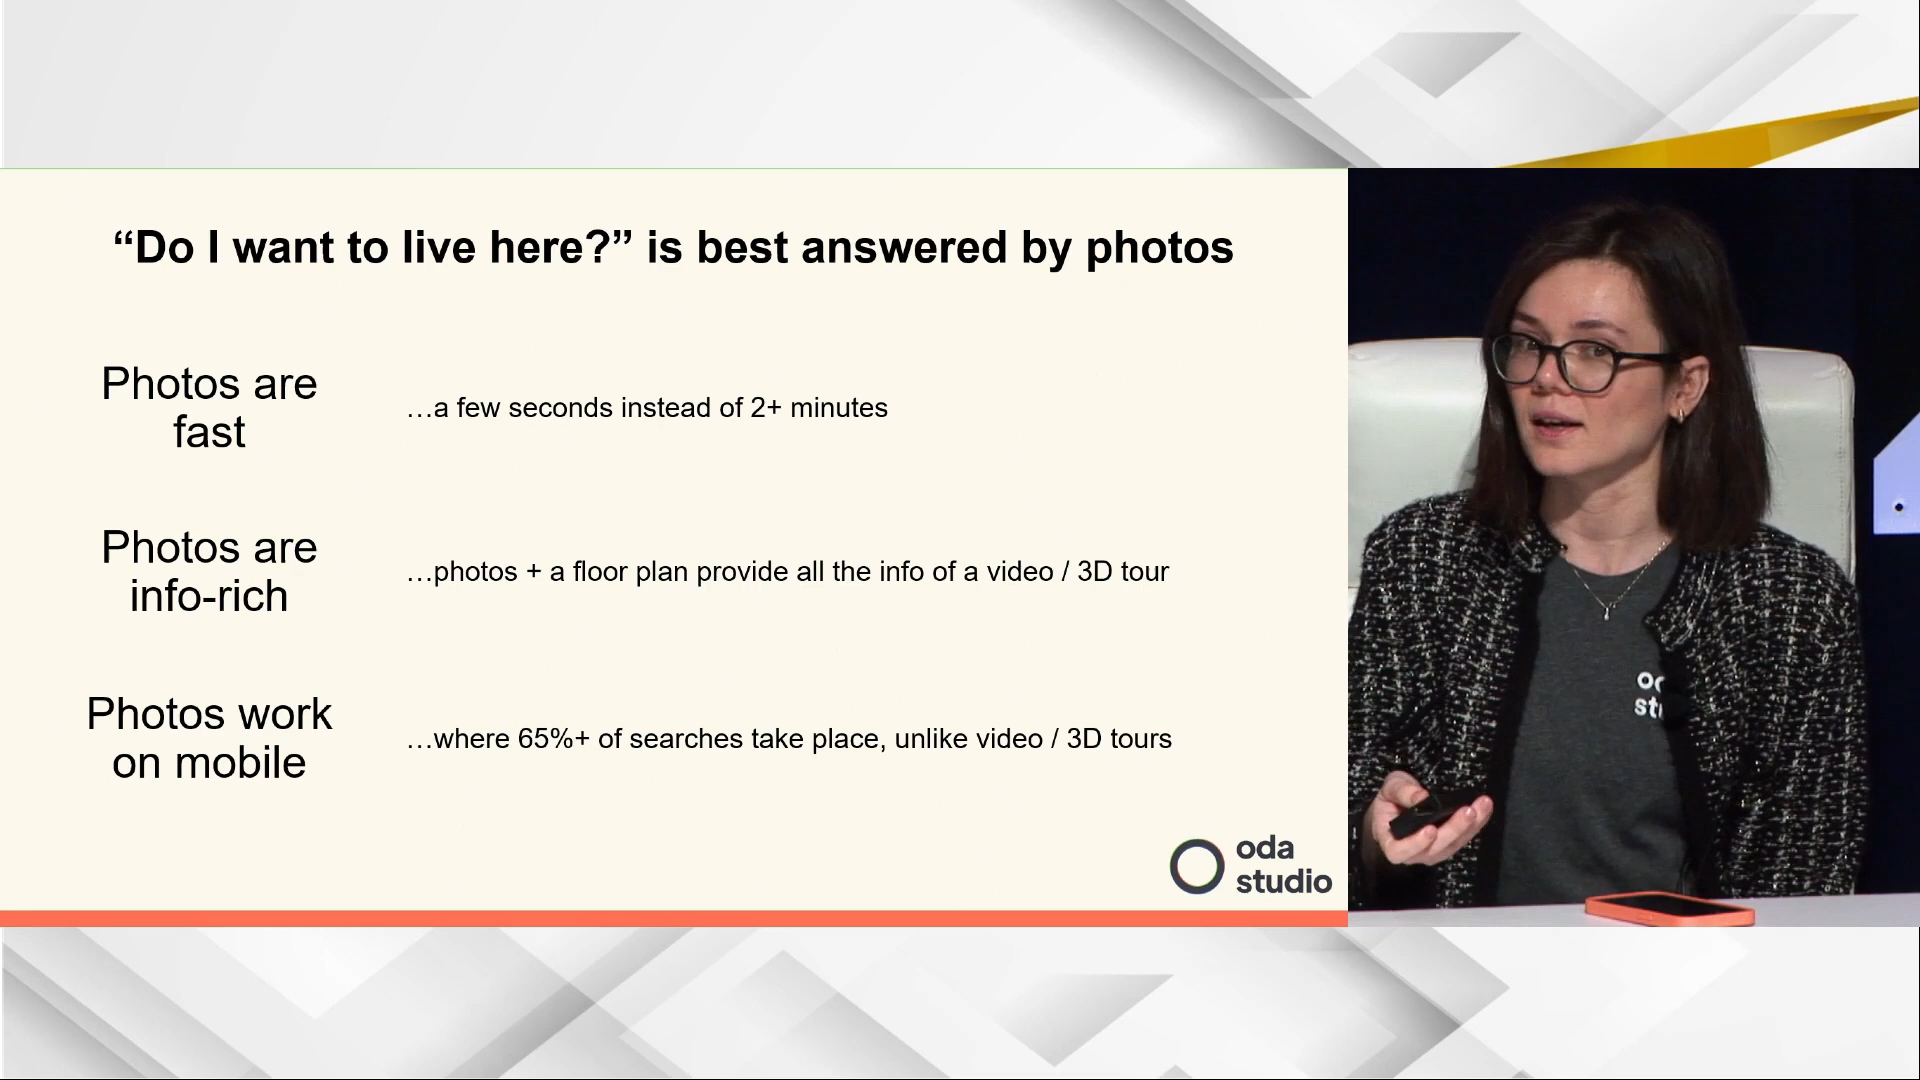 “Do I want to live here?” is best answered by photos
Photos are
fast
…a few seconds instead of 2+ minutes
Photos are
info-rich
…photos + a floor plan provide all the info of a video / 3D tour
Photos work
on mobile
…where 65%+ of searches take place, unlike video / 3D tours
oda
studio